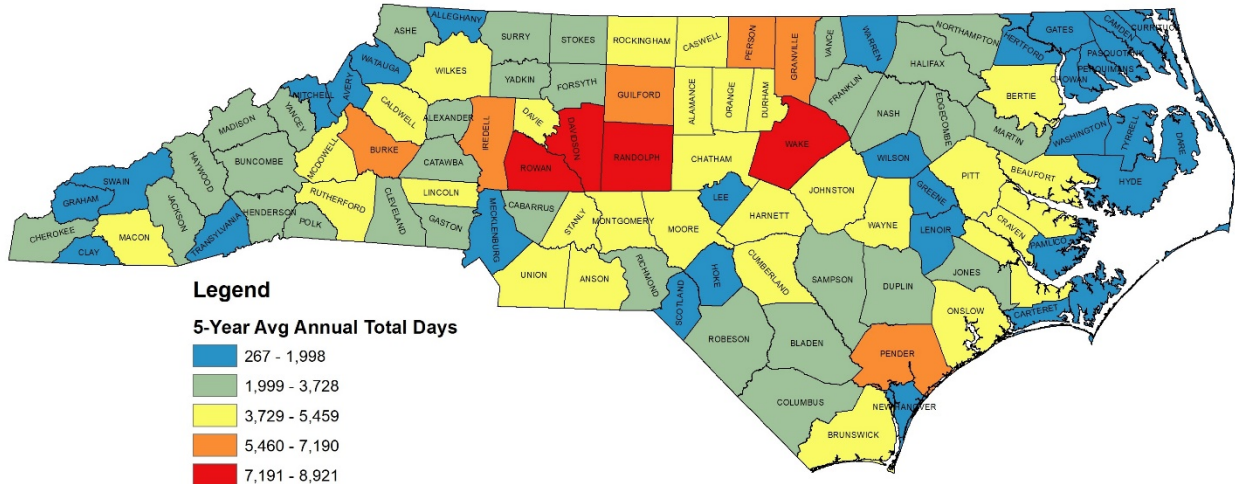 ALLEGHANY
ASHE
SURRY
STOKES
ROCKINGHAM
CASWELL
PERSON
GRANVILLE
VANCE
WARREN
NORTHAMPTON
HERTFORD
GATES
CAMDEN
CURRITUCK
PASQUOTANK
PERQUIMANS
CHOWAN
HALIFAX
WATAUGA
WILKES
YADKIN
FORSYTH
GUILFORD
ALAMANCE
ORANGE
DURHAM
FRANKLIN
NASH
EDGECOMBE
BERTIE
MARTIN
WASHINGTON
TYRRELL
DARE
MITCHELL
AVERY
CALDWELL
ALEXANDER
IREDELL
DAVIE
DAVIDSON
RANDOLPH
CHATHAM
WAKE
WILSON
PITT
BEAUFORT
HYDE
MADISON
YANCEY
BURKE
CATAWBA
ROWAN
HAYWOOD
BUNCOMBE
MCDOWELL
LINCOLN
SWAIN
GRAHAM
JACKSON
HENDERSON
RUTHERFORD
POLK
CLEVELAND
GASTON
MECKLENBURG
CABARRUS
STANLY
MONTGOMERY
MOORE
LEE
HARNETT
JOHNSTON
WAYNE
GREENE
LENOIR
CRAVEN
PAMLICO
CHEROKEE
CLAY
MACON
TRANSYLVANIA
UNION
ANSON
RICHMOND
SCOTLAND
HOKE
CUMBERLAND
SAMPSON
DUPLIN
JONES
ONSLOW
CARTERET
ROBESON
BLADEN
PENDER
COLUMBUS
NEW HANOVER
BRUNSWICK
Legend
5-Year Avg Annual Total Days
267 - 1,998
1,999 - 3,728
3,729 - 5,459
5,460 - 7,190
7,191 - 8,921